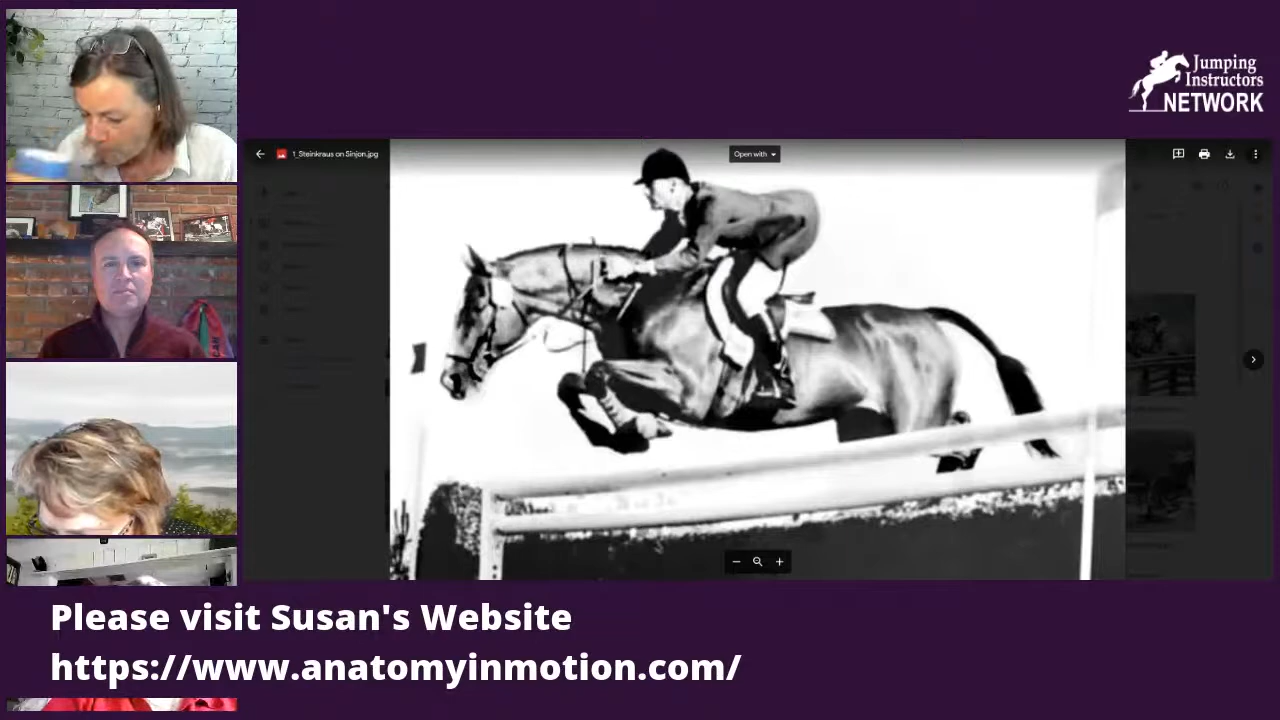 Jumping
Instructors
NETWORK
1_Steinkraus on Sinjon.jpg
Open with
Please visit Susan's Website
https://www.anatomyinmotion.com/